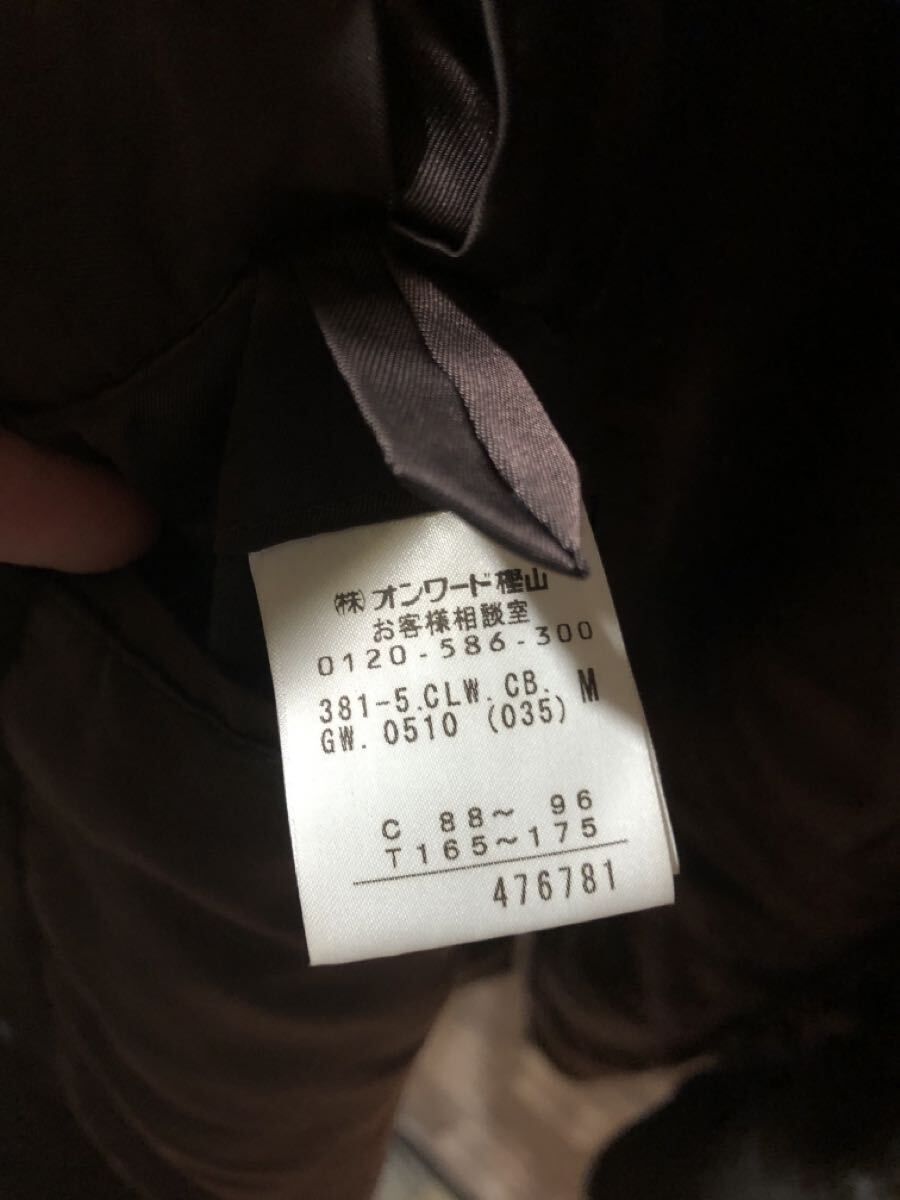 ㈱オンワード樫山
お客様相談室
0120-586-300
381-5.CLW.CB. M
GW.0510 (035)
C 88～ 96
T165～175
476781